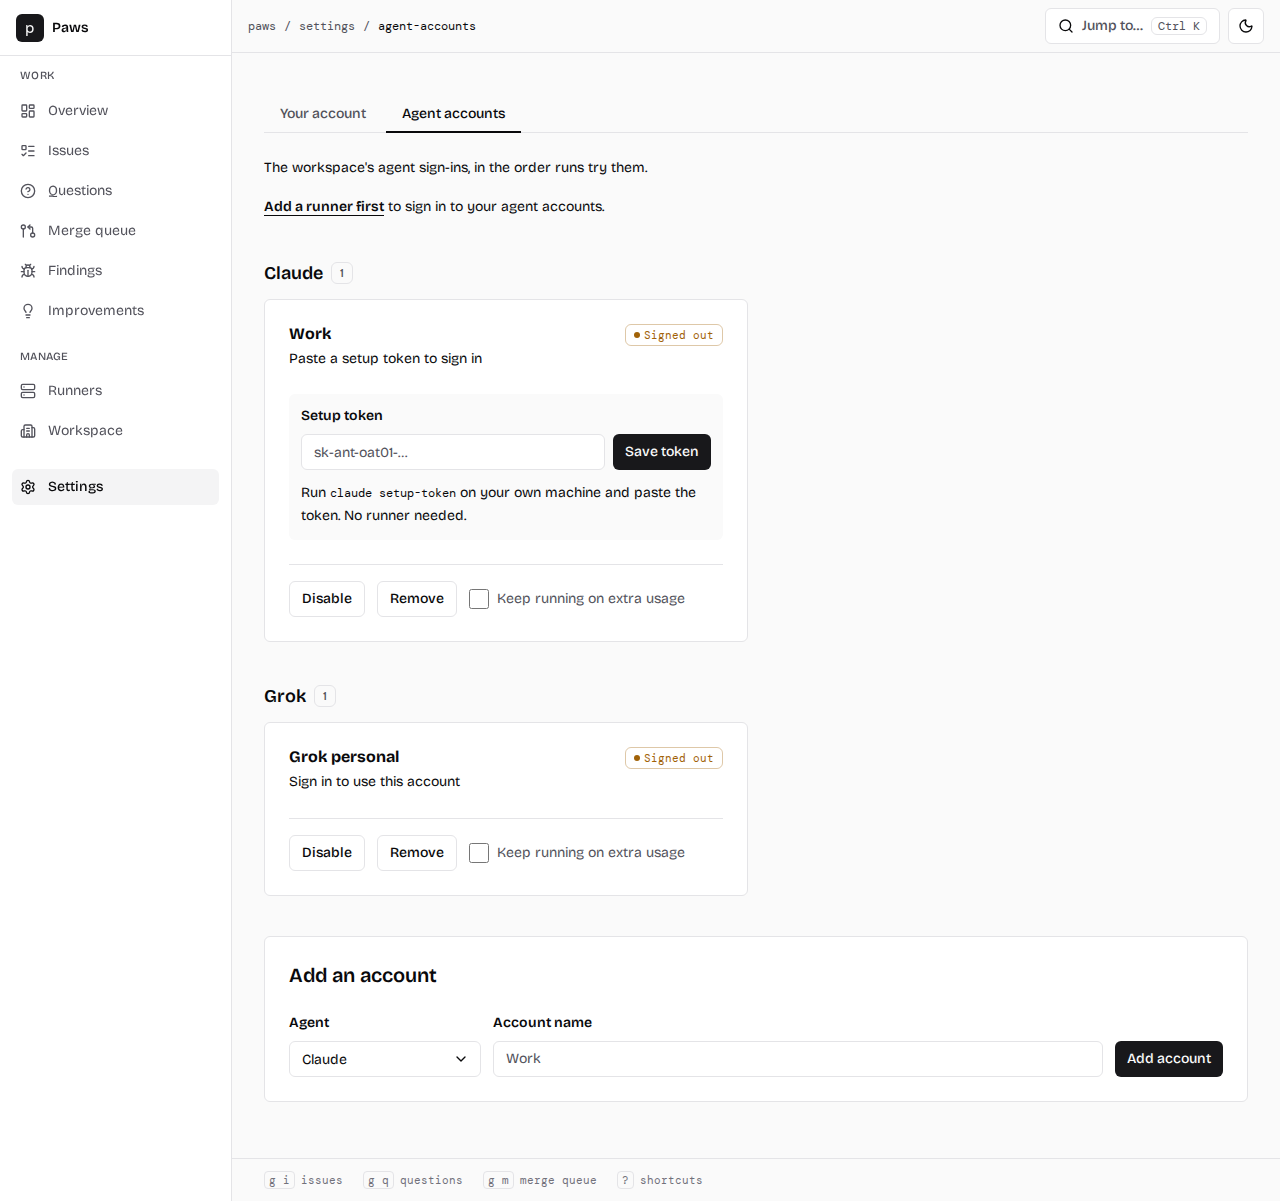 p Paws
paws / settings / agent-accounts
Jump to... Ctrl K
WORK
Overview
Issues
Questions
Merge queue
Findings
Improvements
MANAGE
Runners
Workspace
Settings
Your account
Agent accounts
The workspace's agent sign-ins, in the order runs try them.
Add a runner first to sign in to your agent accounts.
Claude 1
Work
Signed out
Paste a setup token to sign in
Setup token
sk-ant-oat01-...
Save token
Run claude setup-token on your own machine and paste the
token. No runner needed.
Disable
Remove
Keep running on extra usage
Grok 1
Grok personal
Signed out
Sign in to use this account
Disable
Remove
Keep running on extra usage
Add an account
Agent
Account name
Claude
Work
Add account
g i issues
g q questions
g m merge queue
? shortcuts